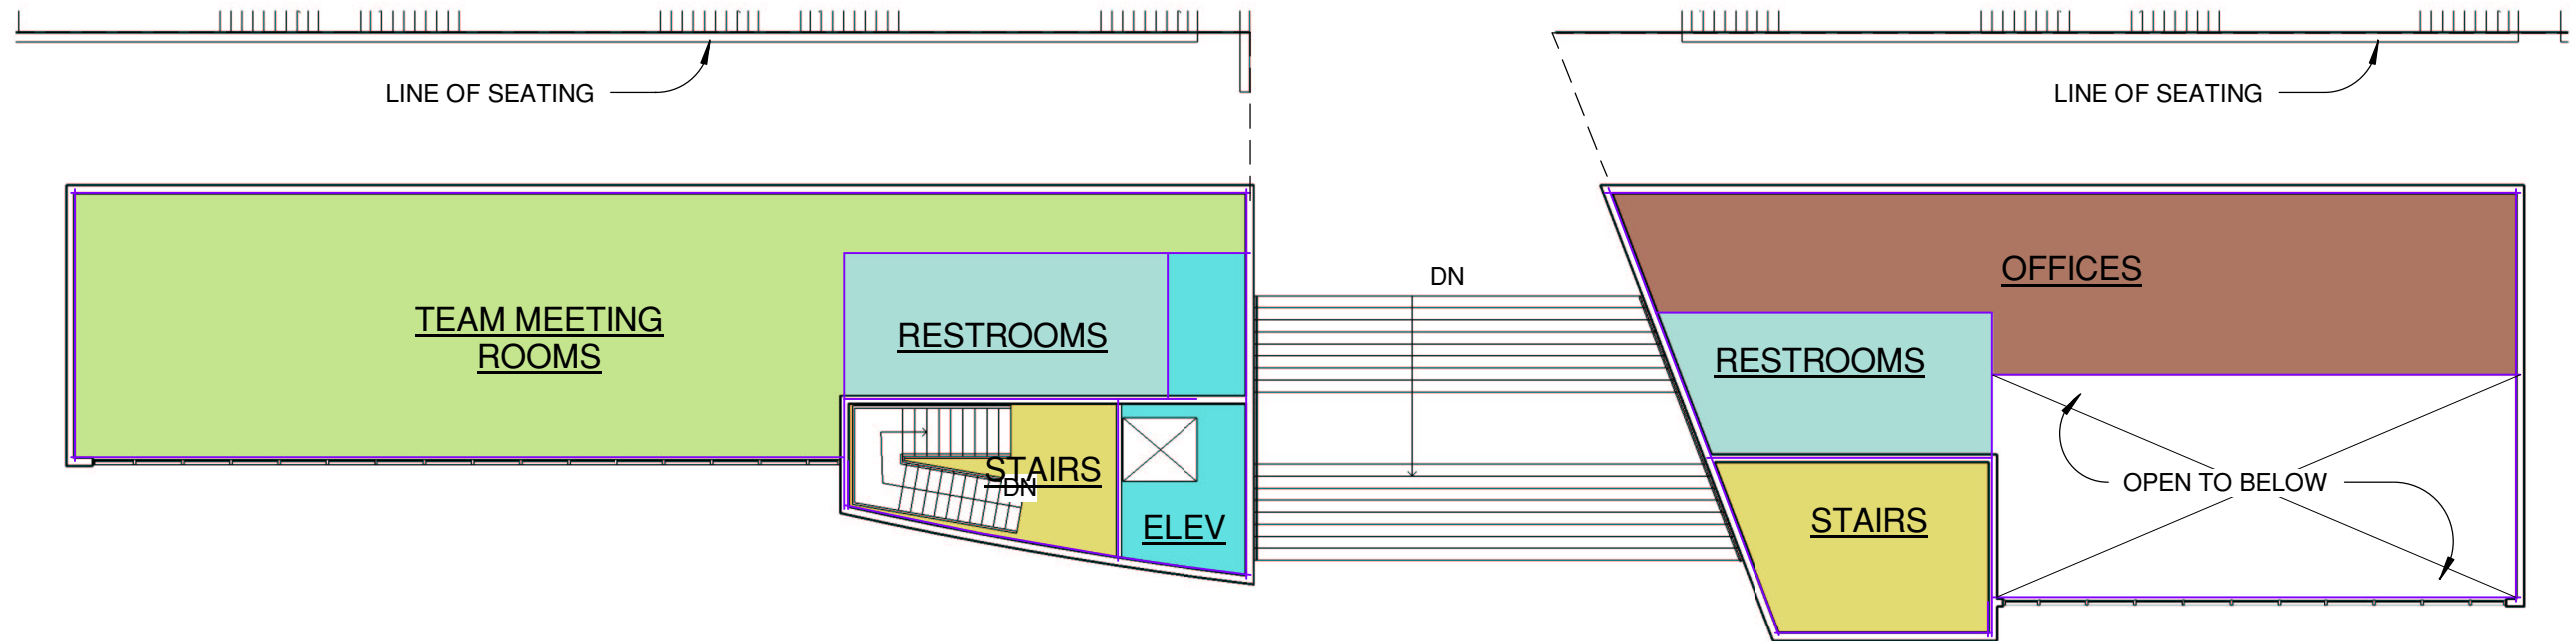 LINE OF SEATING
LINE OF SEATING
TEAM MEETING
ROOMS
RESTROOMS
STAIRS
DN
ELEV
DN
OFFICES
RESTROOMS
STAIRS
OPEN TO BELOW